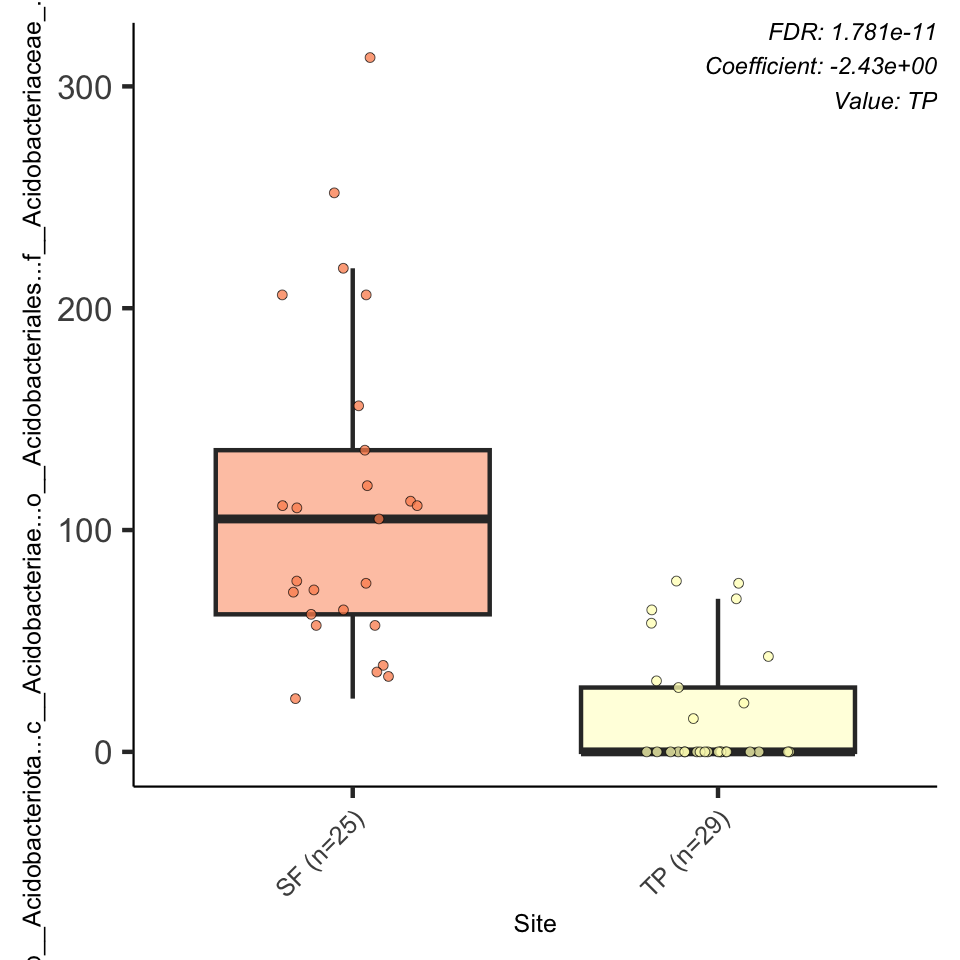 FDR: 1.781e-11
Coefficient: -2.43e+00
Value: TP
300
200
100
0
o__Acidobacteriota...c__Acidobacteriae...o__Acidobacteriales...f__Acidobacteriaceae_.
SF (n=25)
TP (n=29)
Site